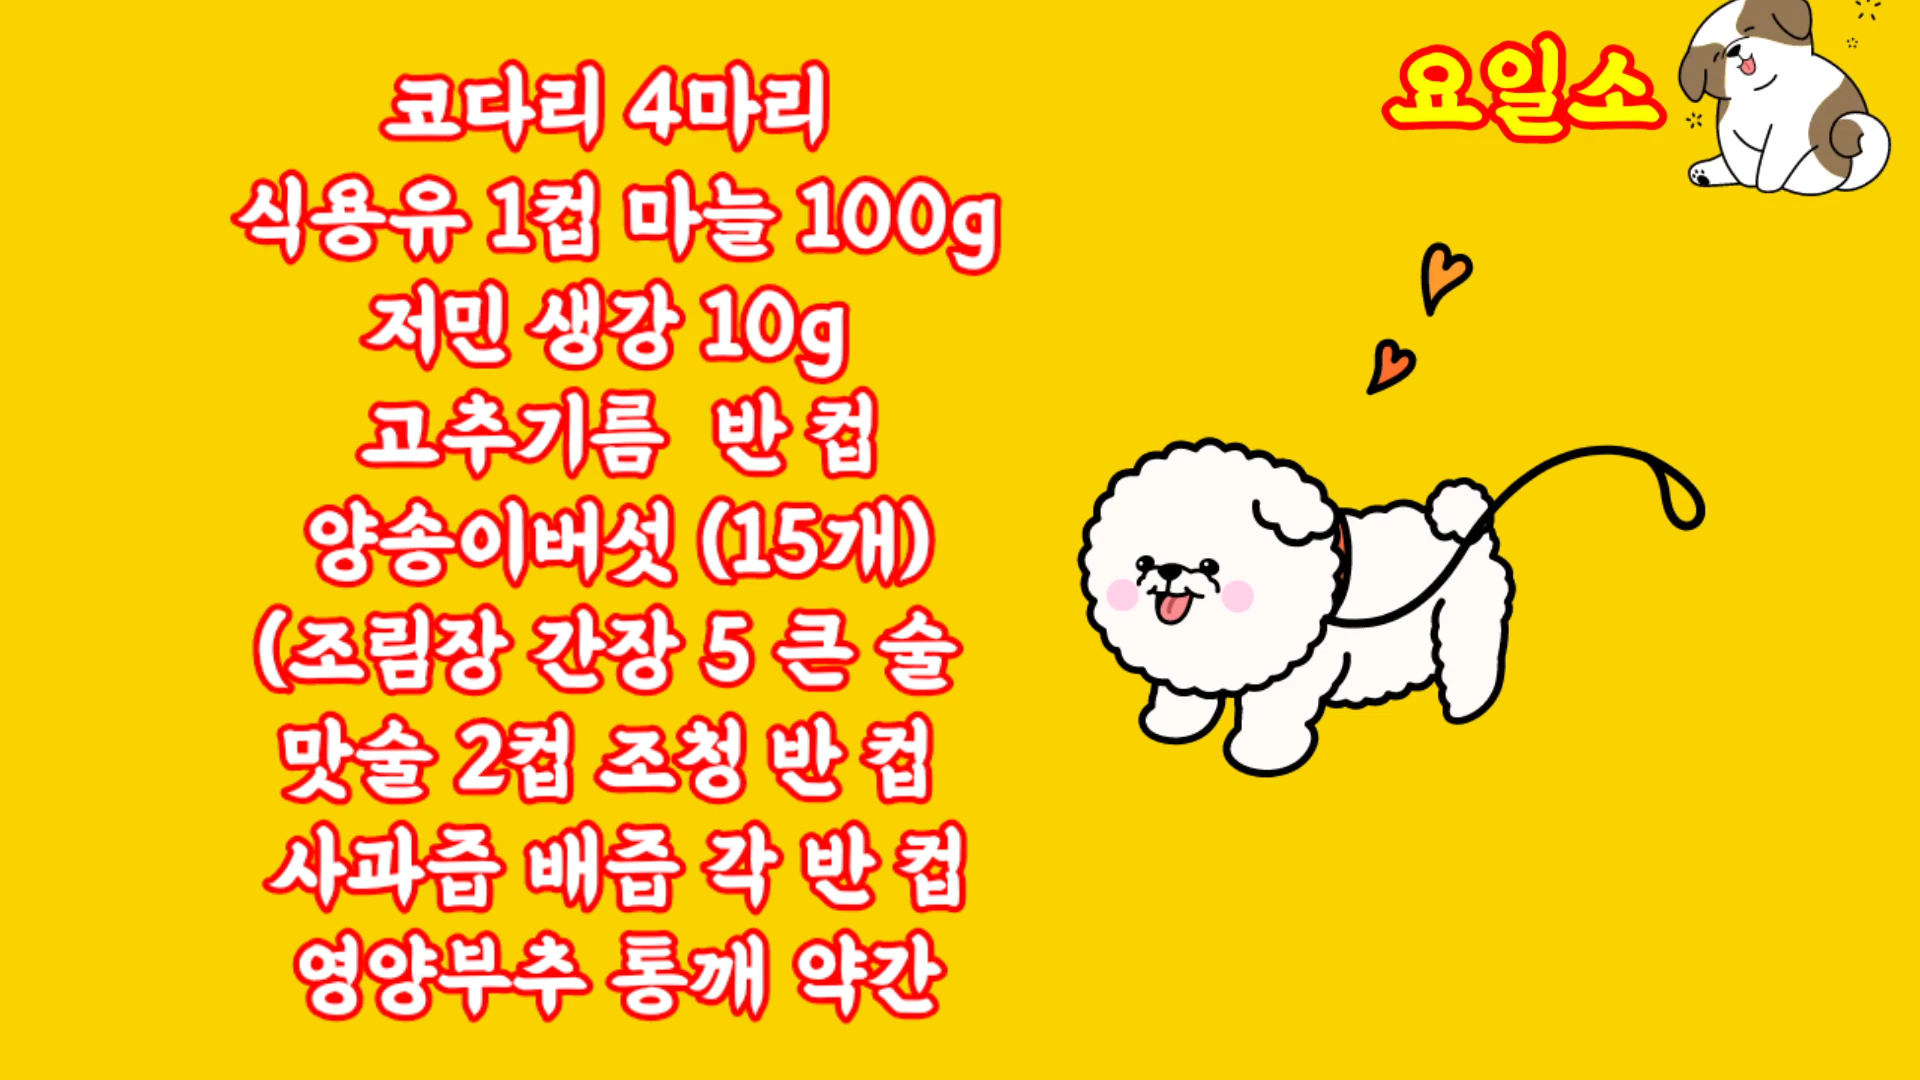 요일소
코다리 4마리
식용유 1컵 마늘 100g
저민 생강 10g
고추기름 반 컵
양송이버섯 (15개)
(조림장 간장 5 큰 술
맛술 2컵 조청 반 컵
사과즙 배즙 각 반 컵
영양부추 통깨 약간